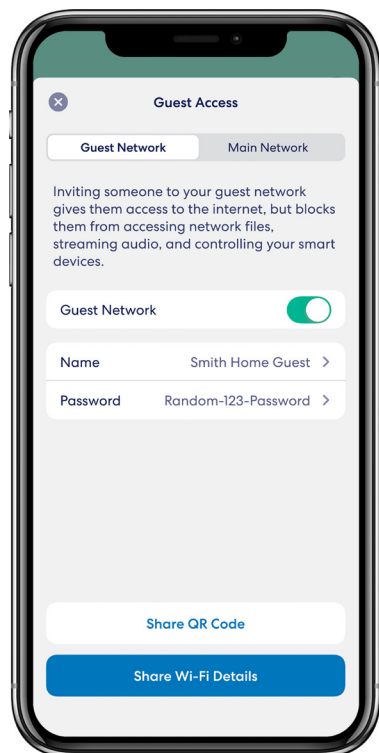 Guest Access
Guest Network Main Network
Inviting someone to your guest network
gives them access to the internet, but blocks
them from accessing network files,
streaming audio, and controlling your smart
devices.
Guest Network
Name Smith Home Guest >
Password Random-123-Password >
Share QR Code
Share Wi-Fi Details